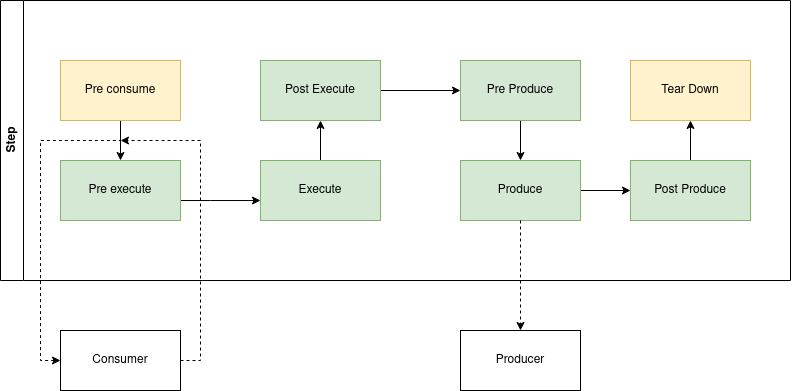 Step
Pre consume
Post Execute
Pre Produce
Tear Down
Pre execute
Execute
Produce
Post Produce
Consumer
Producer